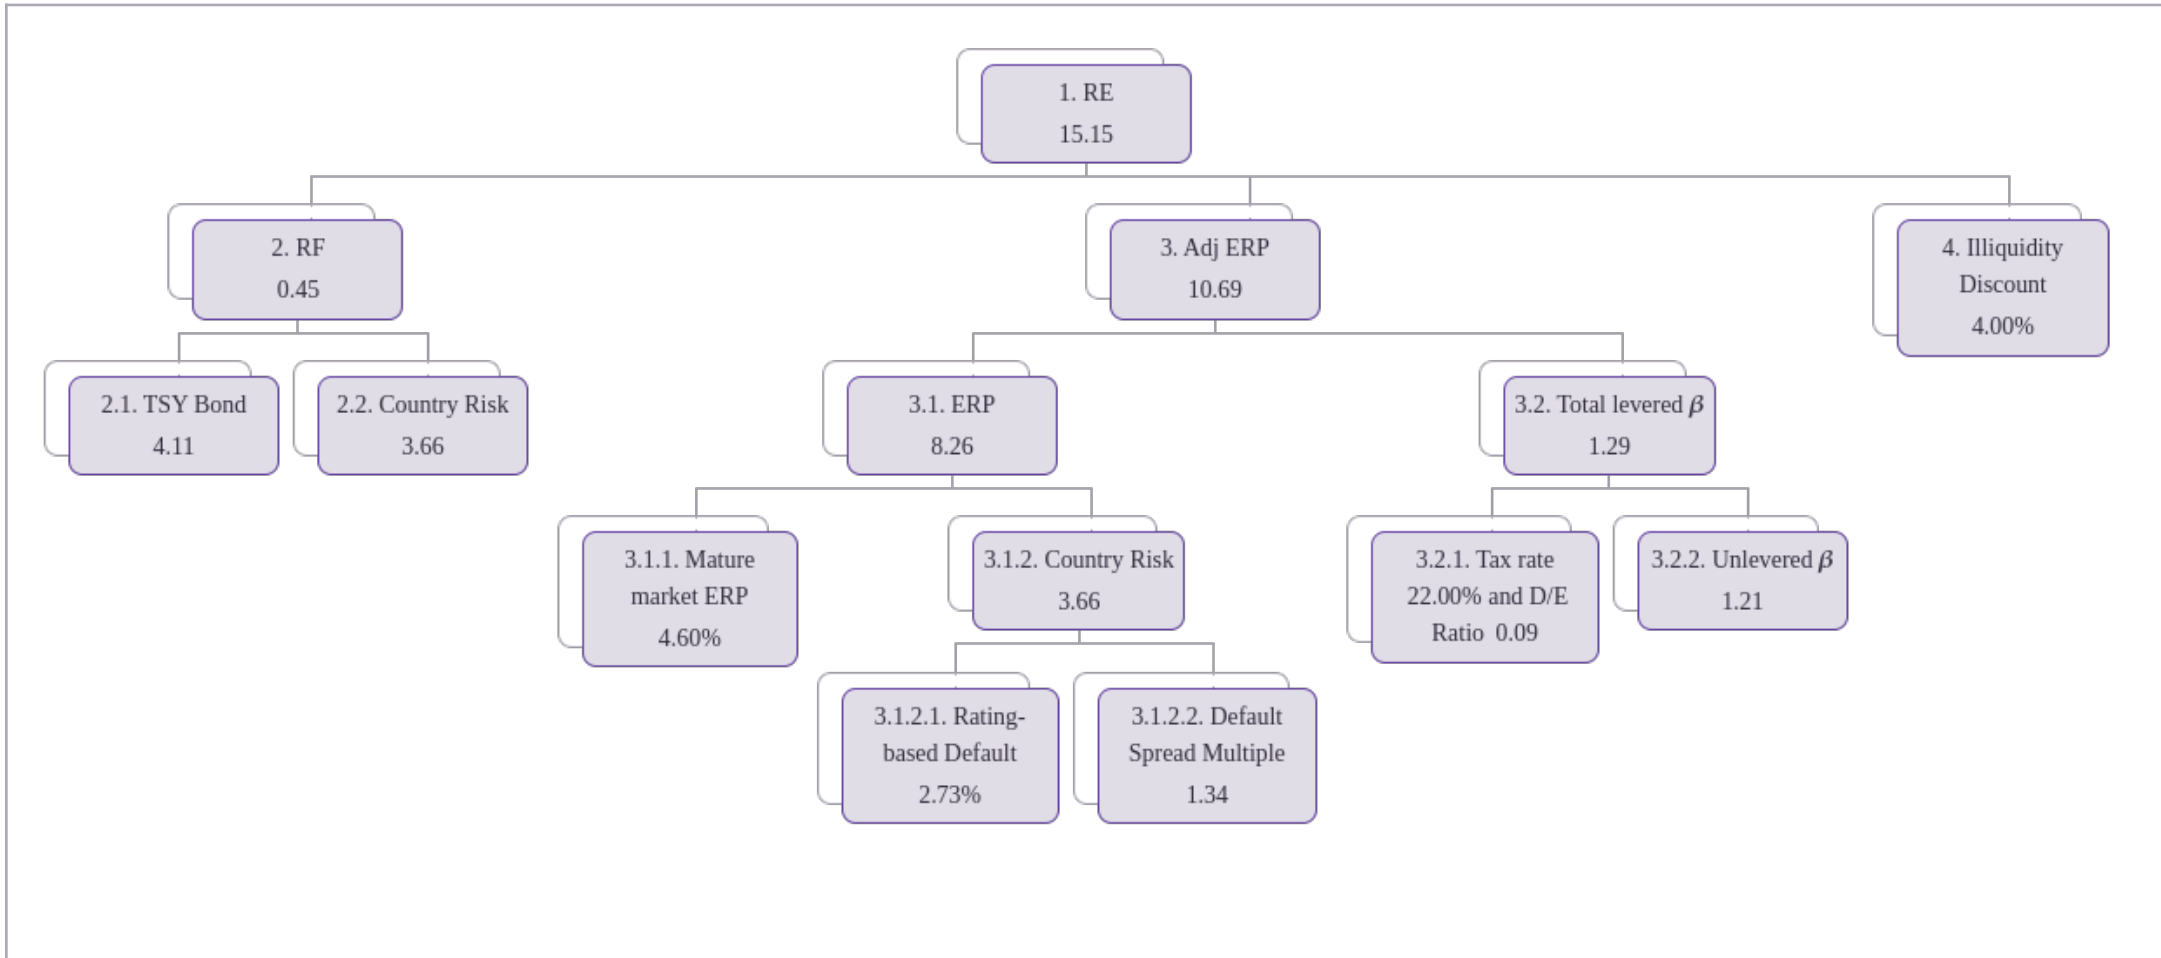 1. RE
15.15
2. RF
0.45
3. Adj ERP
10.69
4. Illiquidity
Discount
4.00%
2.1. TSY Bond
4.11
2.2. Country Risk
3.66
3.1. ERP
8.26
3.2. Total levered β
1.29
3.1.1. Mature
market ERP
4.60%
3.1.2. Country Risk
3.66
3.2.1. Tax rate
22.00% and D/E
Ratio 0.09
3.2.2. Unlevered β
1.21
3.1.2.1. Rating-
based Default
2.73%
3.1.2.2. Default
Spread Multiple
1.34